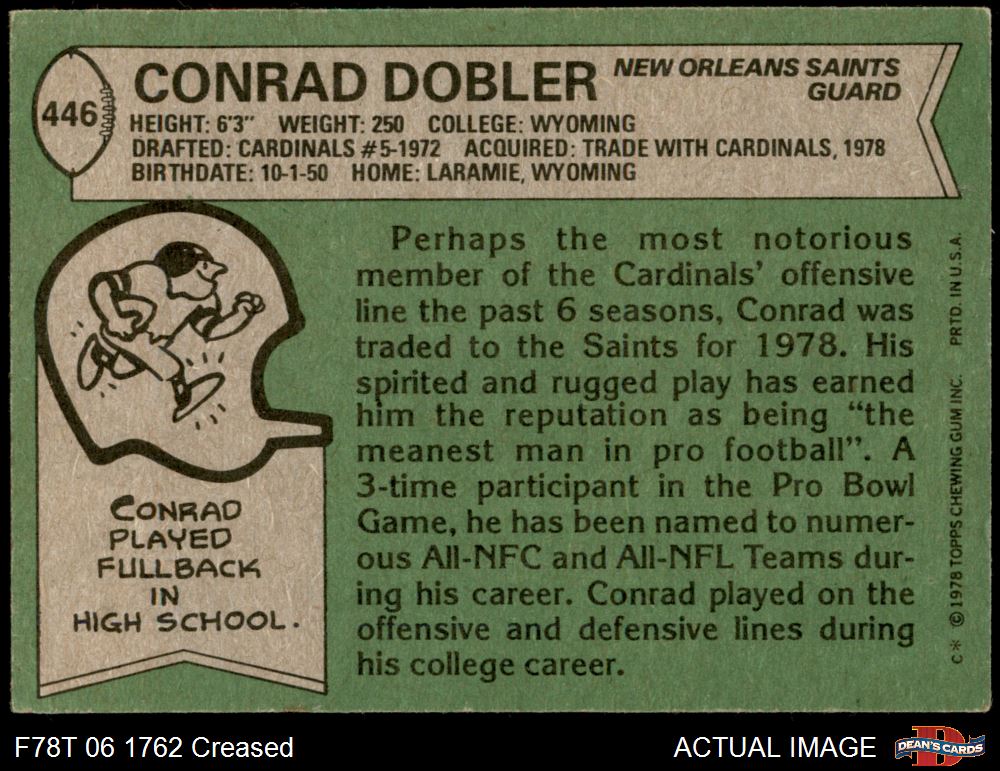 446
CONRAD DOBLER
NEW ORLEANS SAINTS
GUARD
HEIGHT: 6'3" WEIGHT: 250 COLLEGE: WYOMING
DRAFTED: CARDINALS #5-1972 ACQUIRED: TRADE WITH CARDINALS, 1978
BIRTHDATE: 10-1-50 HOME: LARAMIE, WYOMING
CONRAD
PLAYED
FULLBACK
IN
HIGH SCHOOL.
Perhaps the most notorious
member of the Cardinals' offensive
line the past 6 seasons, Conrad was
traded to the Saints for 1978. His
spirited and rugged play has earned
him the reputation as being “the
meanest man in pro football”. A
3-time participant in the Pro Bowl
Game, he has been named to numer-
ous All-NFC and All-NFL Teams dur-
ing his career. Conrad played on the
offensive and defensive lines during
his college career.
C* ©1978 TOPPS CHEWING GUM INC. PRTD. IN U.S.A.
F78T 06 1762 Creased
ACTUAL IMAGE
D
DEAN'S CARDS